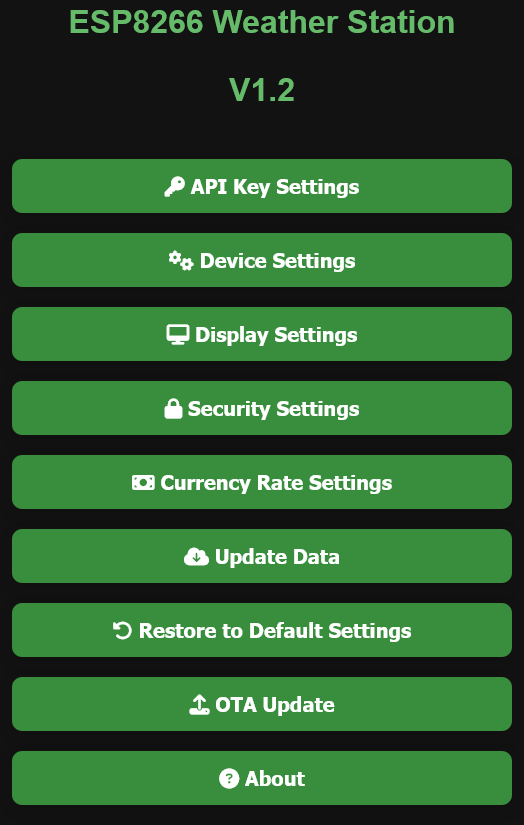 ESP8266 Weather Station
V1.2
API Key Settings
Device Settings
Display Settings
Security Settings
Currency Rate Settings
Update Data
Restore to Default Settings
OTA Update
About